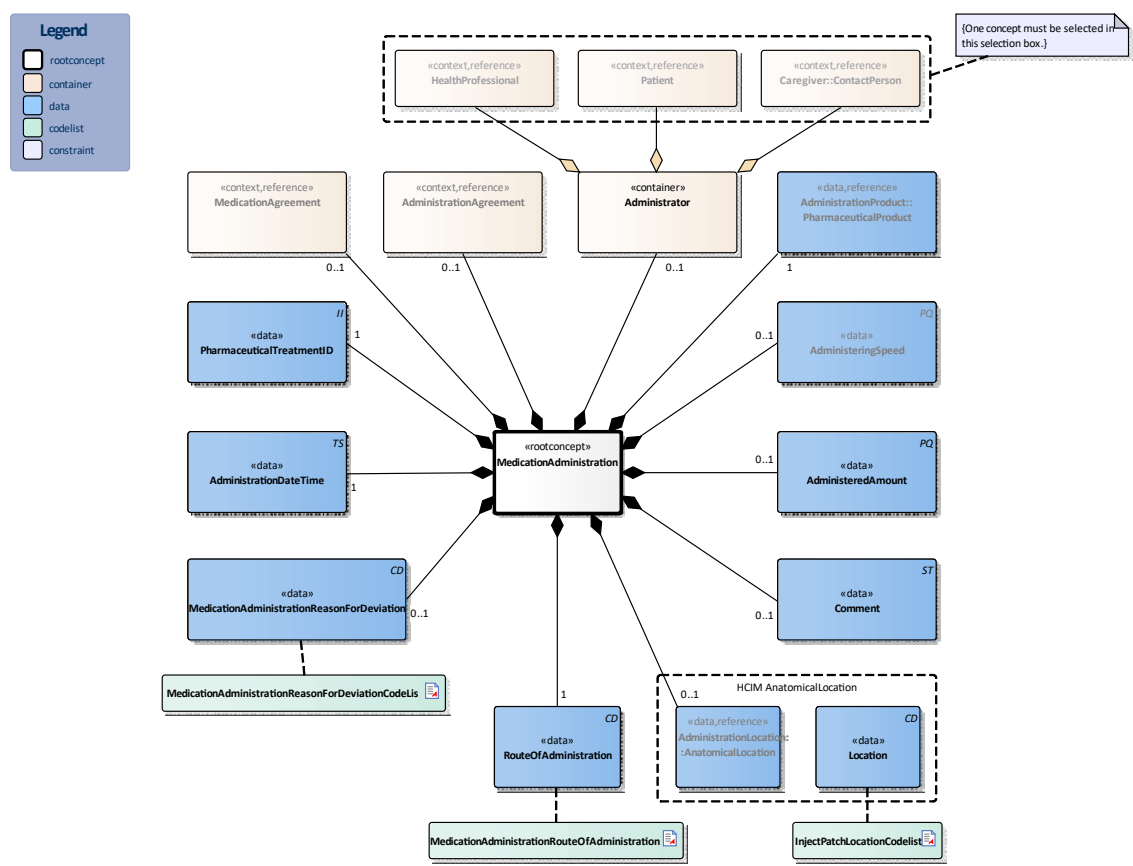 Legend
rootconcept
container
data
codelist
constraint
{One concept must be selected in
this selection box.}
«context,reference»
HealthProfessional
«context,reference»
Patient
«context,reference»
Caregiver::ContactPerson
«context,reference»
MedicationAgreement
0..1
«context,reference»
AdministrationAgreement
0..1
«container»
Administrator
0..1
«data,reference»
AdministrationProduct::
PharmaceuticalProduct
1
II
«data»
PharmaceuticalTreatmentID
1
PQ
«data»
AdministeringSpeed
0..1
«rootconcept»
MedicationAdministration
TS
«data»
AdministrationDateTime
1
PQ
«data»
AdministeredAmount
0..1
CD
«data»
MedicationAdministrationReasonForDeviation
0..1
ST
«data»
Comment
0..1
MedicationAdministrationReasonForDeviationCodeLis
HCIM AnatomicalLocation
1
CD
«data»
RouteOfAdministration
0..1
«data,reference»
AdministrationLocation:
:AnatomicalLocation
CD
«data»
Location
MedicationAdministrationRouteOfAdministration
InjectPatchLocationCodelist